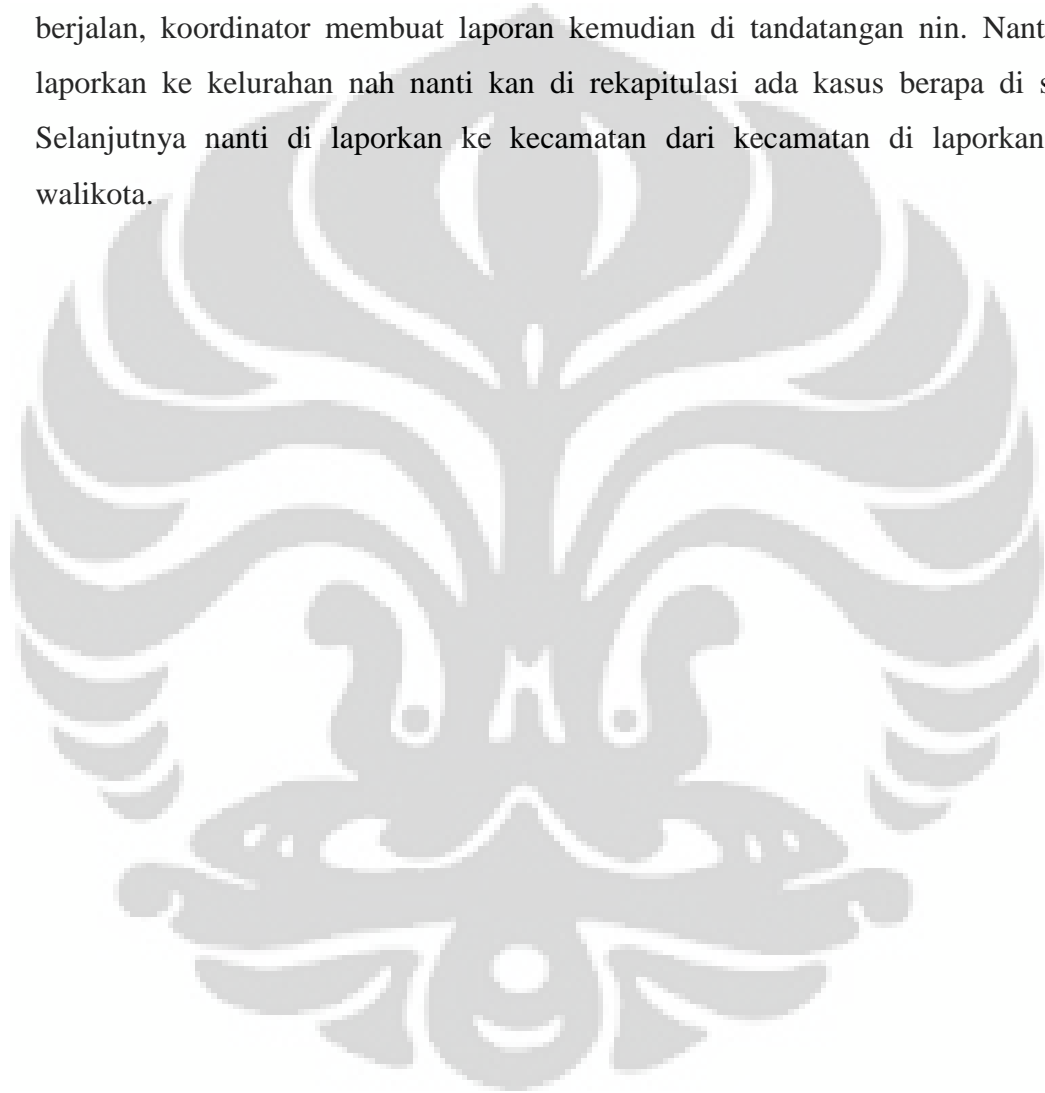 berjalan, koordinator membuat laporan kemudian di tandatangan nin. Nant
laporkan ke kelurahan nah nanti kan di rekapitulasi ada kasus berapa di s
Selanjutnya nanti di laporkan ke kecamatan dari kecamatan di laporkan
walikota.